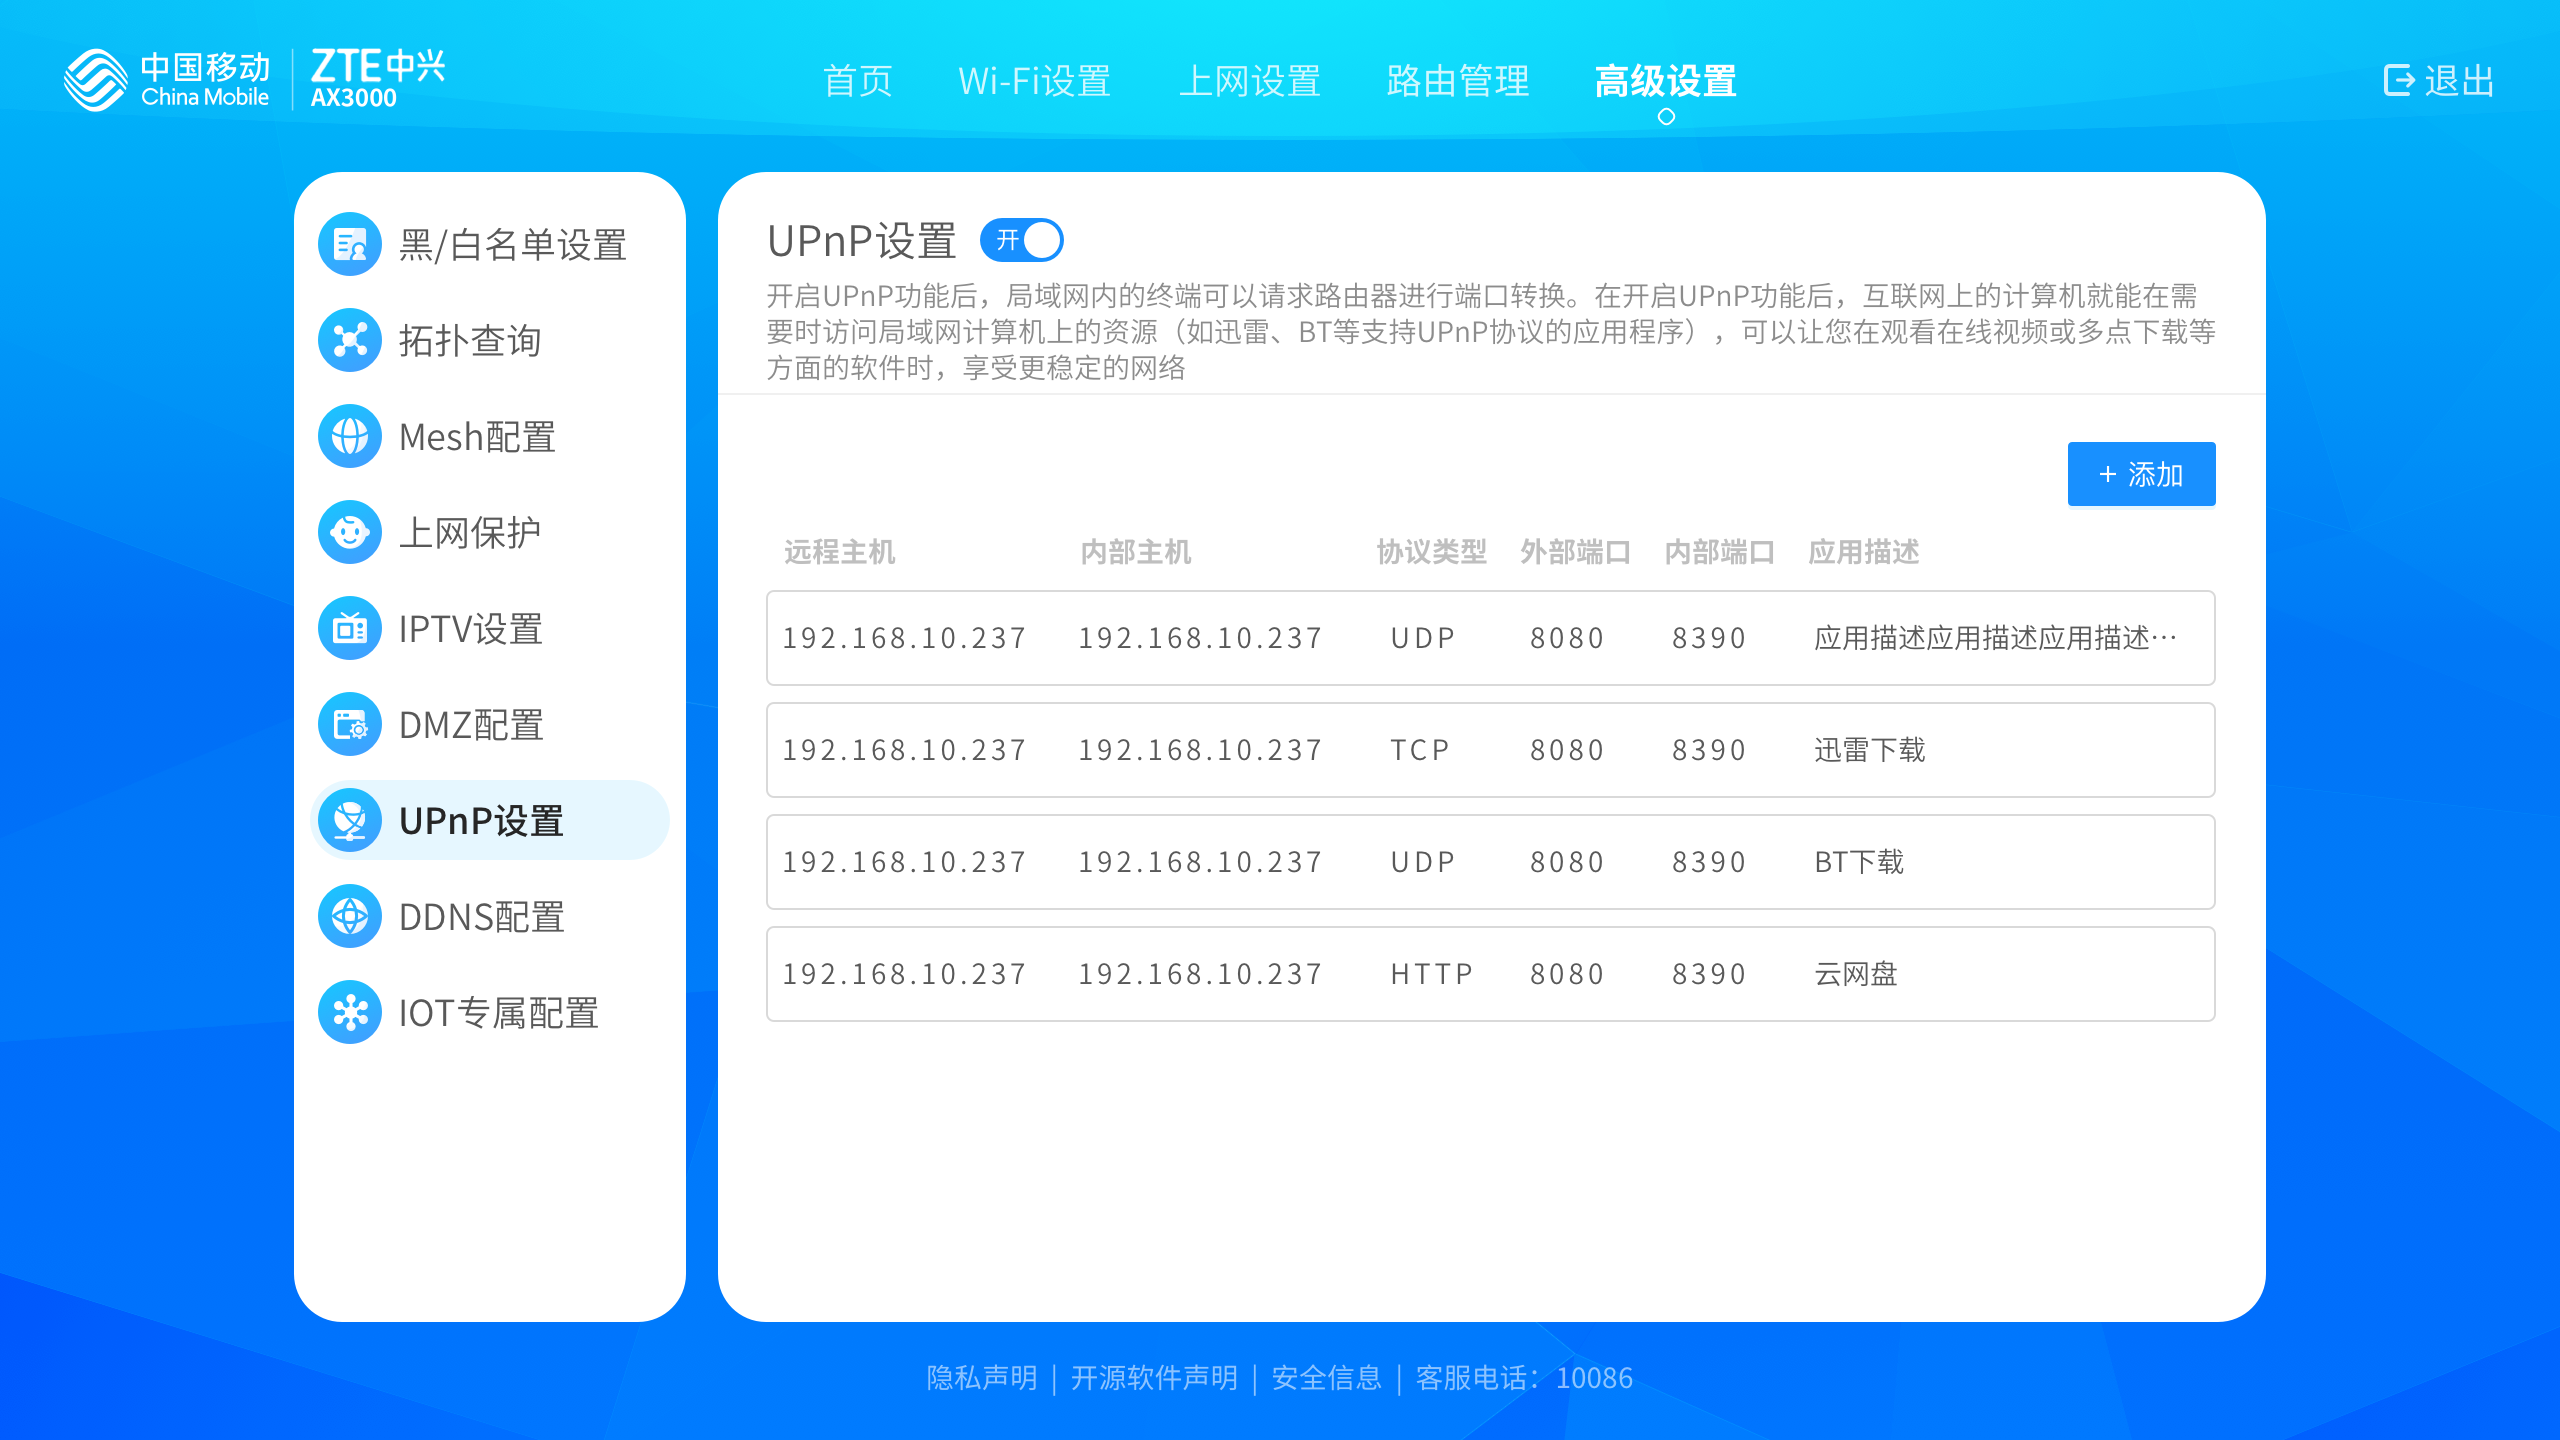 中国移动
China Mobile
ZTE中兴
AX3000
首页 Wi-Fi设置 上网设置 路由管理 高级设置
退出
黑/白名单设置
拓扑查询
Mesh配置
上网保护
IPTV设置
DMZ配置
UPnP设置
DDNS配置
IOT专属配置
UPnP设置 开
开启UPnP功能后，局域网内的终端可以请求路由器进行端口转换。在开启UPnP功能后，互联网上的计算机就能在需
要时访问局域网计算机上的资源（如迅雷、BT等支持UPnP协议的应用程序），可以让您在观看在线视频或多点下载等
方面的软件时，享受更稳定的网络
+ 添加
远程主机 内部主机 协议类型 外部端口 内部端口 应用描述
192.168.10.237 192.168.10.237 UDP 8080 8390 应用描述应用描述应用描述…
192.168.10.237 192.168.10.237 TCP 8080 8390 迅雷下载
192.168.10.237 192.168.10.237 UDP 8080 8390 BT下载
192.168.10.237 192.168.10.237 HTTP 8080 8390 云网盘
隐私声明 | 开源软件声明 | 安全信息 | 客服电话：10086